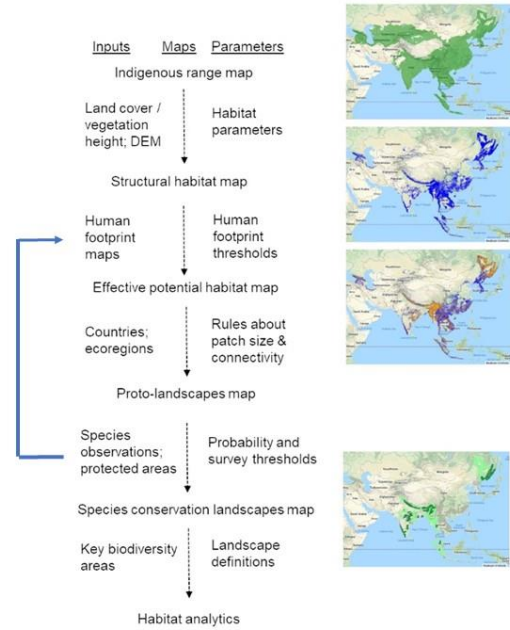 Inputs Maps Parameters
Indigenous range map
Land cover /
vegetation
height; DEM
Habitat
parameters
Structural habitat map
Human
footprint
maps
Human
footprint
thresholds
Effective potential habitat map
Countries;
ecoregions
Rules about
patch size &
connectivity
Proto-landscapes map
Species
observations;
protected areas
Probability and
survey thresholds
Species conservation landscapes map
Key biodiversity
areas
Landscape
definitions
Habitat analytics